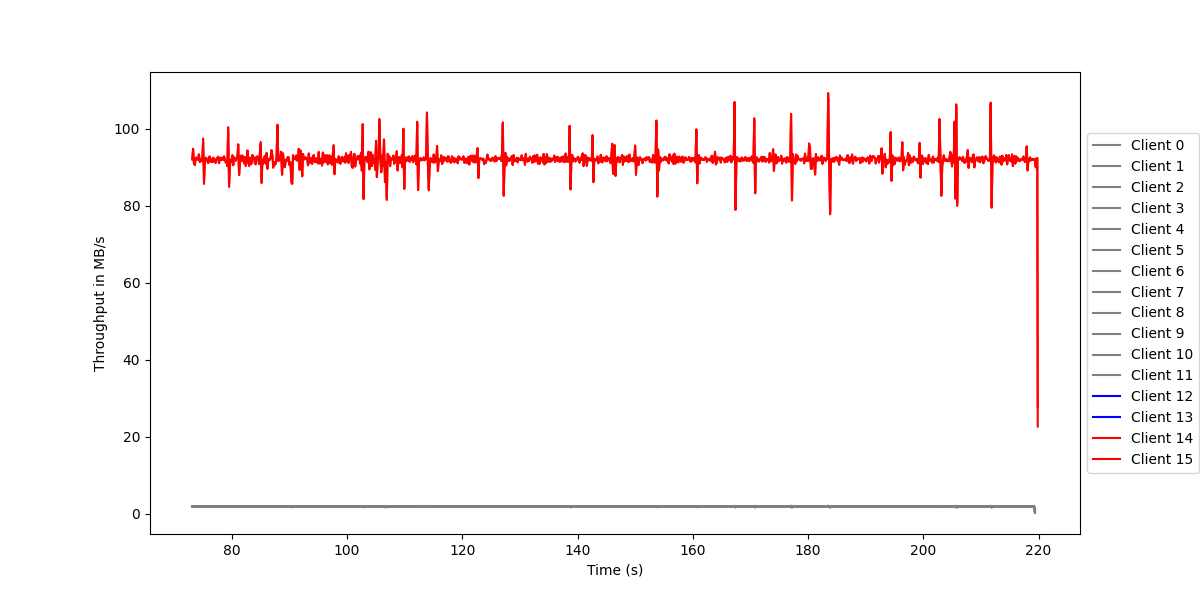 100
80
60
40
20
0
Throughput in MB/s
80 100 120 140 160 180 200 220
Time (s)
Client 0
Client 1
Client 2
Client 3
Client 4
Client 5
Client 6
Client 7
Client 8
Client 9
Client 10
Client 11
Client 12
Client 13
Client 14
Client 15